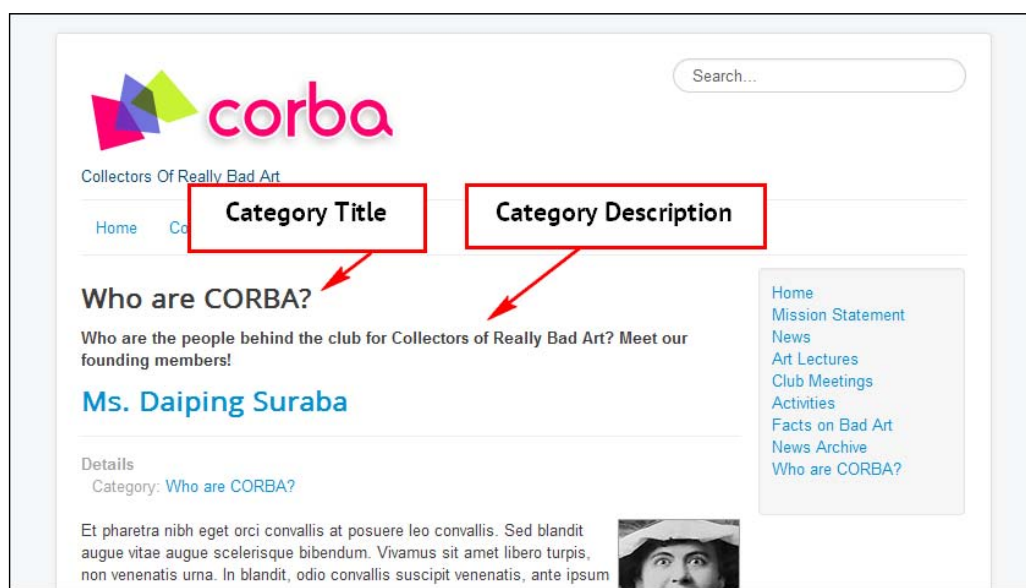 Search...
corba
Collectors Of Really Bad Art
Category Title
Category Description
Home
Who are CORBA?
Who are the people behind the club for Collectors of Really Bad Art? Meet our
founding members!
Ms. Daiping Suraba
Details
Category: Who are CORBA?
Et pharetra nibh eget orci convallis at posuere leo convallis. Sed blandit
augue vitae augue scelerisque bibendum. Vivamus sit amet libero turpis,
non venenatis urna. In blandit, odio convallis suscipit venenatis, ante ipsum
Home
Mission Statement
News
Art Lectures
Club Meetings
Activities
Facts on Bad Art
News Archive
Who are CORBA?